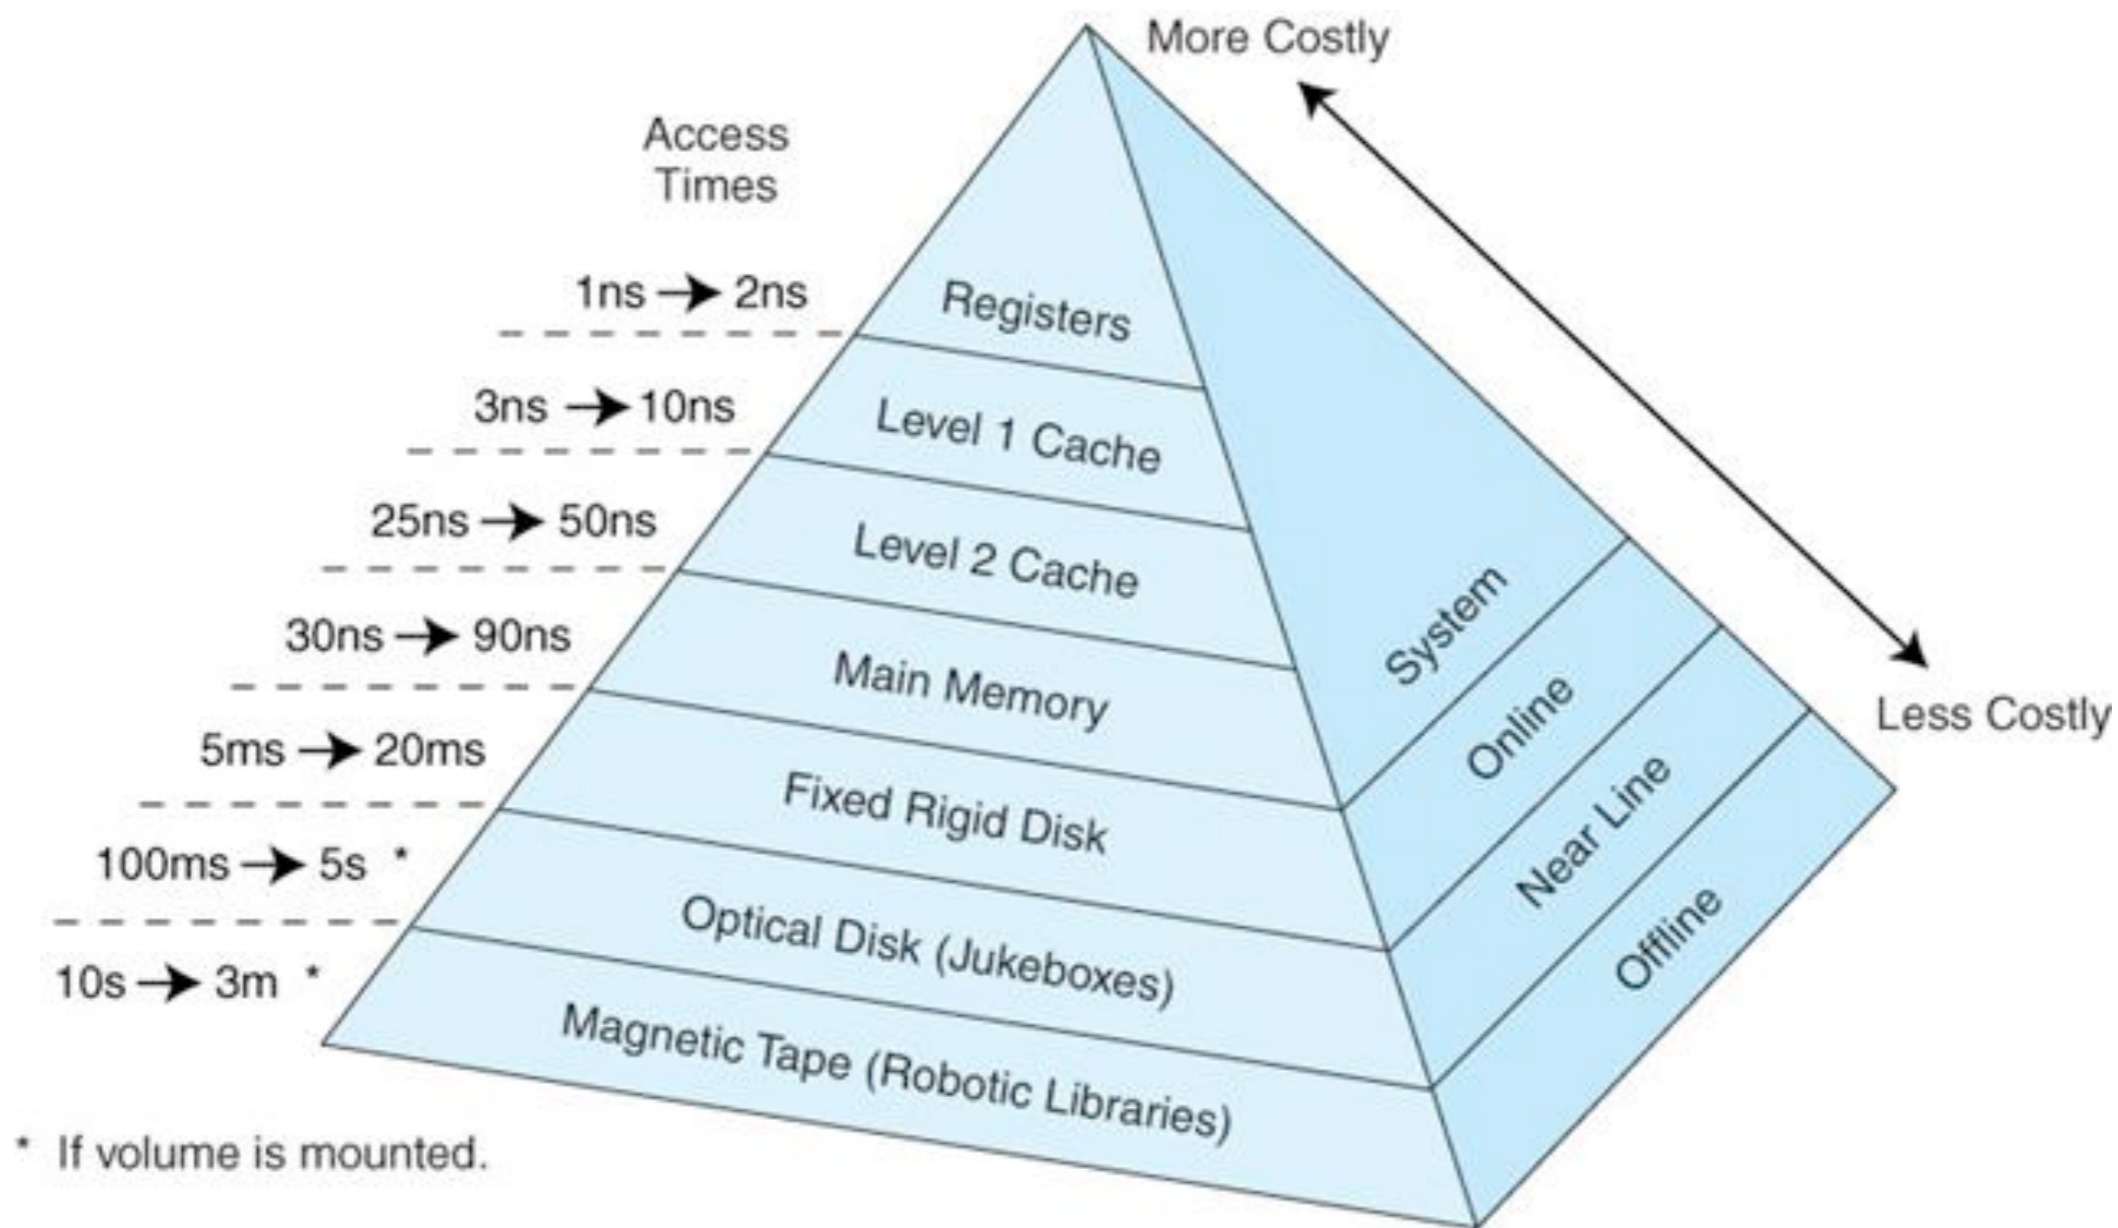 More Costly
Access
Times
1ns → 2ns
Registers
3ns → 10ns
Level 1 Cache
25ns → 50ns
Level 2 Cache
System
30ns → 90ns
Main Memory
Online
Less Costly
5ms → 20ms
Fixed Rigid Disk
Near Line
100ms → 5s *
Optical Disk (Jukeboxes)
Offline
10s → 3m *
Magnetic Tape (Robotic Libraries)
* If volume is mounted.